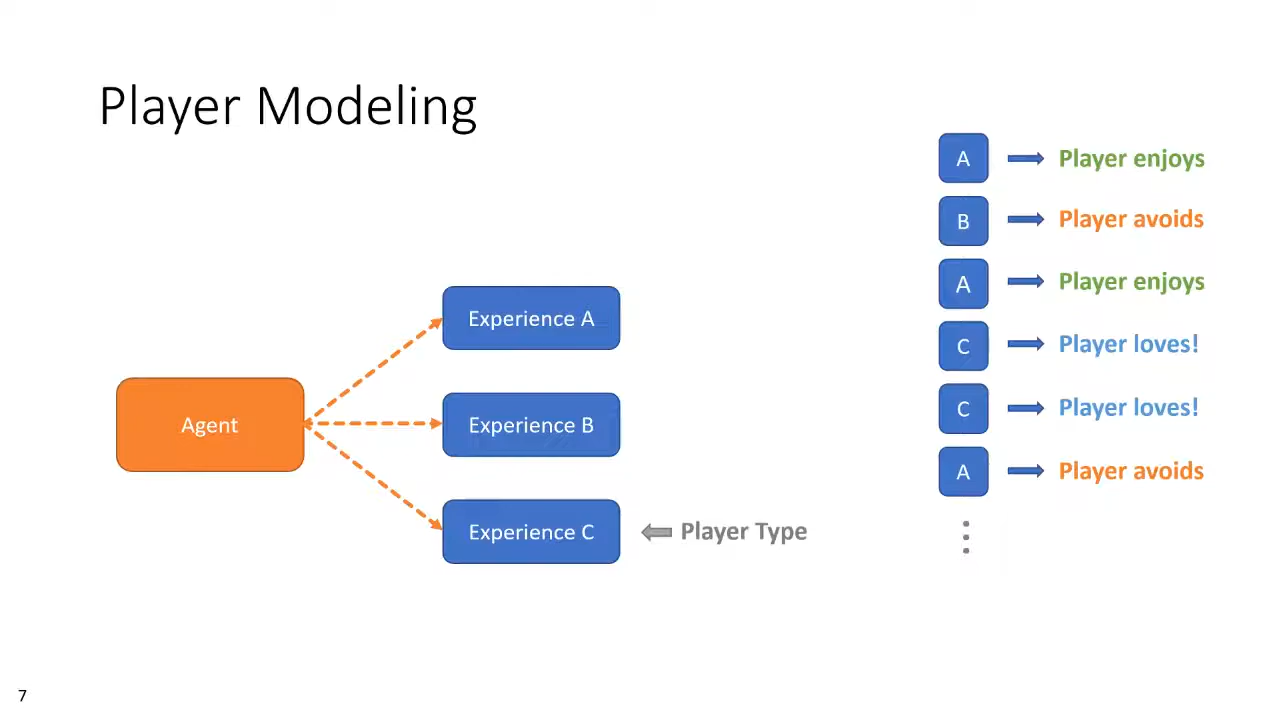 Player Modeling
Agent
Experience A
Experience B
Experience C
Player Type
A Player enjoys
B Player avoids
A Player enjoys
C Player loves!
C Player loves!
A Player avoids
7